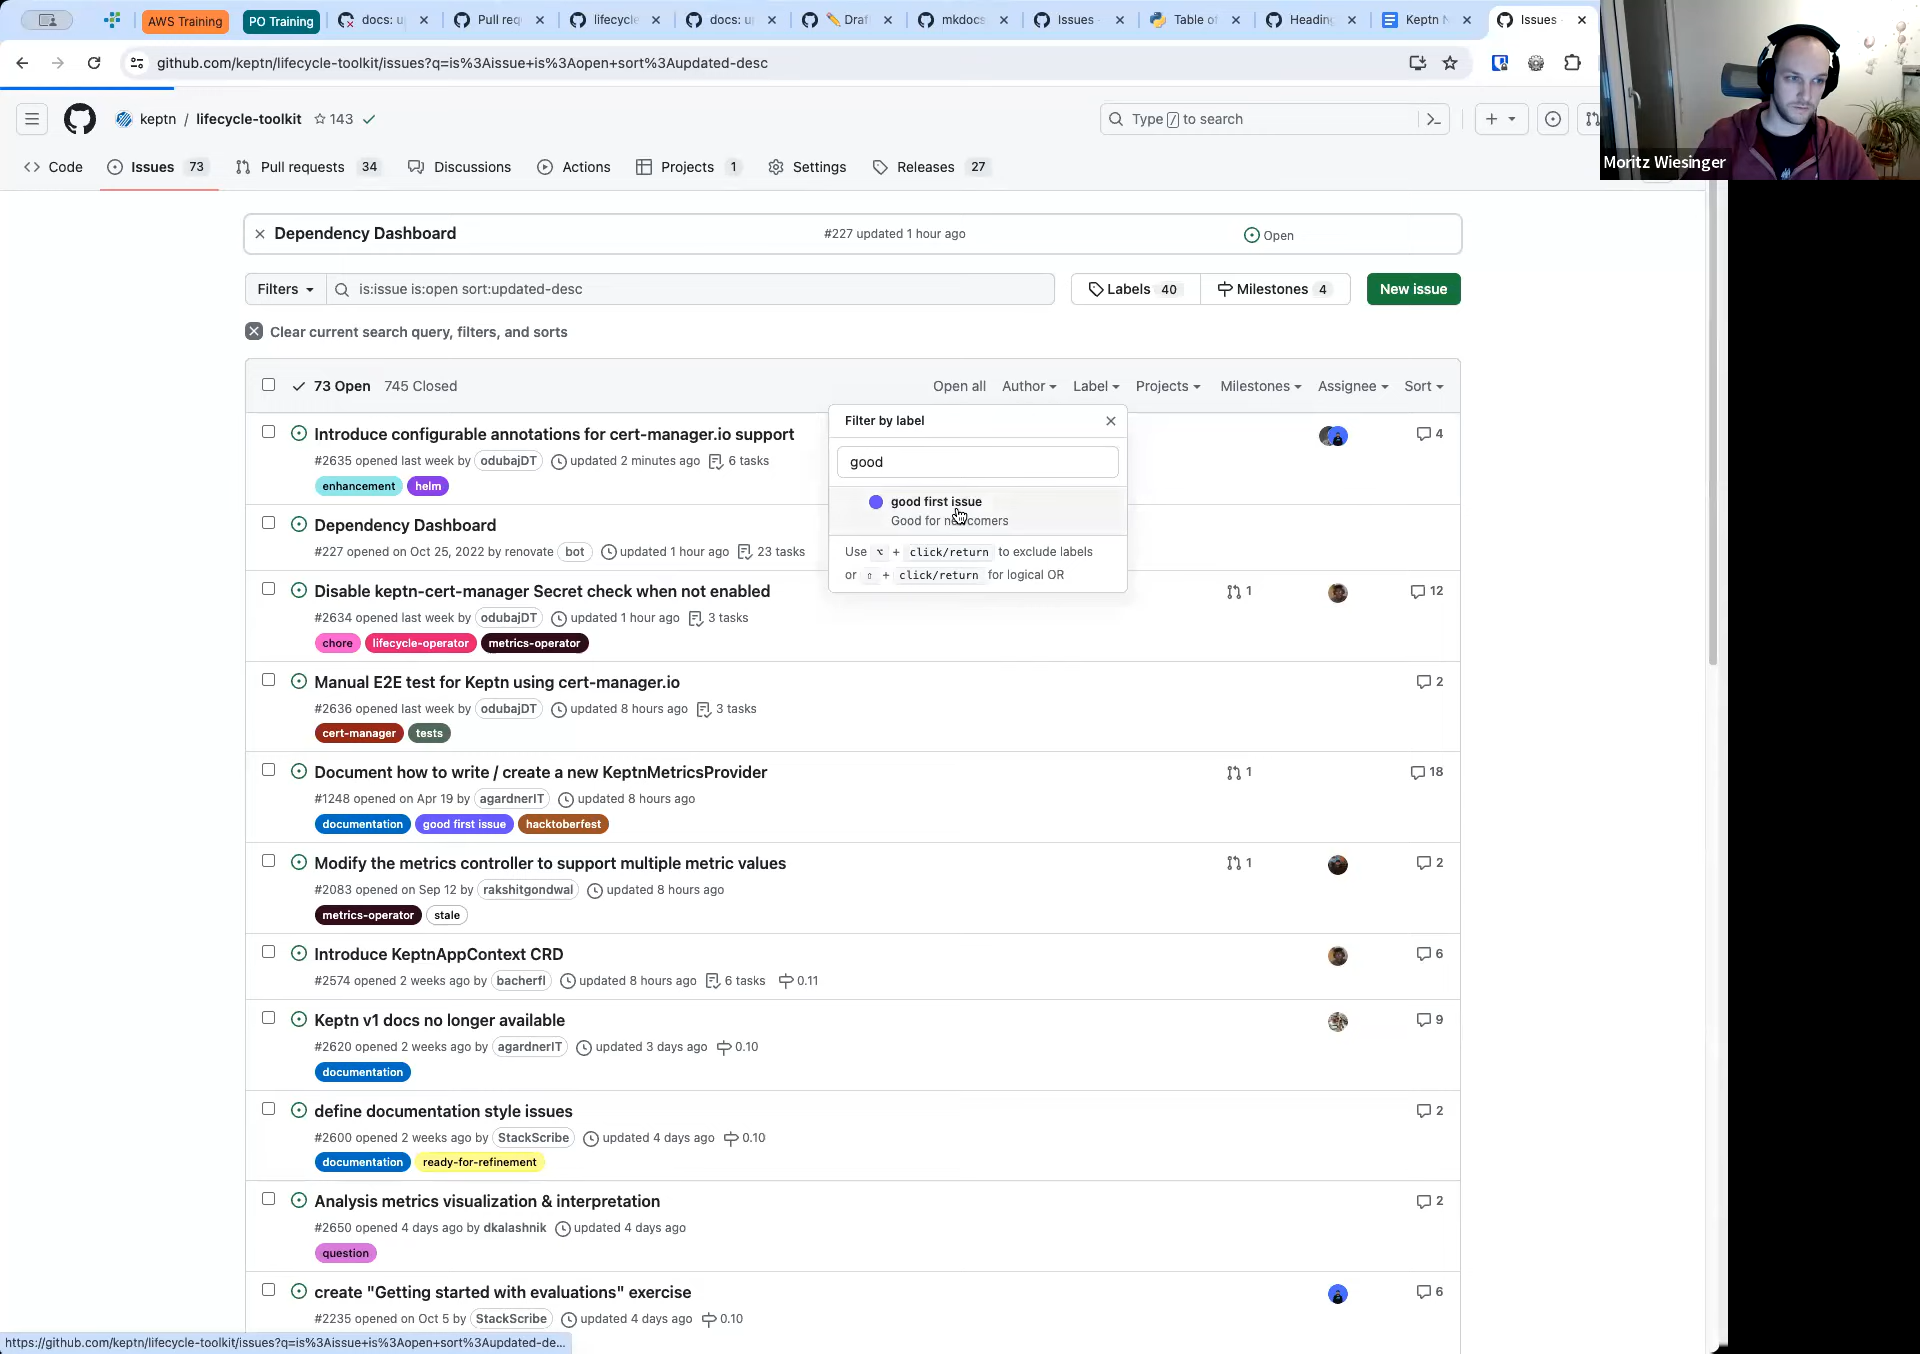 AWS Training
PO Training
docs: u
Pull req
lifecycle
docs: u
Draf
mkdocs
Issues
Table of
Heading
Keptn N
Issues
github.com/keptn/lifecycle-toolkit/issues?q=is%3Aissue+is%3Aopen+sort%3Aupdated-desc
keptn / lifecycle-toolkit 143
Type / to search
Moritz Wiesinger
Code
Issues 73
Pull requests 34
Discussions
Actions
Projects 1
Settings
Releases 27
Dependency Dashboard
#227 updated 1 hour ago
Open
Filters
is:issue is:open sort:updated-desc
Labels 40
Milestones 4
New issue
Clear current search query, filters, and sorts
73 Open 745 Closed
Open all Author Label Projects Milestones Assignee Sort
Filter by label
good
good first issue
Good for newcomers
Use ⌥ + click/return to exclude labels
or ⇧ + click/return for logical OR
Introduce configurable annotations for cert-manager.io support
4
#2635 opened last week by odubajDT updated 2 minutes ago 6 tasks
enhancement helm
Dependency Dashboard
#227 opened on Oct 25, 2022 by renovate bot updated 1 hour ago 23 tasks
Disable keptn-cert-manager Secret check when not enabled
1 12
#2634 opened last week by odubajDT updated 1 hour ago 3 tasks
chore lifecycle-operator metrics-operator
Manual E2E test for Keptn using cert-manager.io
2
#2636 opened last week by odubajDT updated 8 hours ago 3 tasks
cert-manager tests
Document how to write / create a new KeptnMetricsProvider
1 18
#1248 opened on Apr 19 by agardnerIT updated 8 hours ago
documentation good first issue hacktoberfest
Modify the metrics controller to support multiple metric values
1 2
#2083 opened on Sep 12 by rakshitgondwal updated 8 hours ago
metrics-operator stale
Introduce KeptnAppContext CRD
6
#2574 opened 2 weeks ago by bacherfl updated 8 hours ago 6 tasks 0.11
Keptn v1 docs no longer available
9
#2620 opened 2 weeks ago by agardnerIT updated 3 days ago 0.10
documentation
define documentation style issues
2
#2600 opened 2 weeks ago by StackScribe updated 4 days ago 0.10
documentation ready-for-refinement
Analysis metrics visualization & interpretation
2
#2650 opened 4 days ago by dkalashnik updated 4 days ago
question
create "Getting started with evaluations" exercise
6
#2235 opened on Oct 5 by StackScribe updated 4 days ago 0.10
https://github.com/keptn/lifecycle-toolkit/issues?q=is%3Aissue+is%3Aopen+sort%3Aupdated-de...